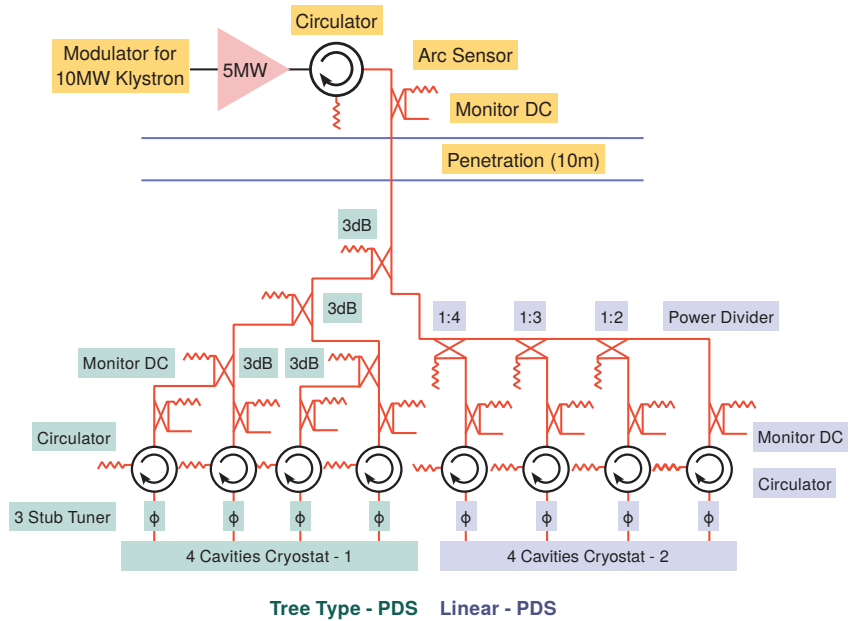 Circulator
Modulator for
10MW Klystron
5MW
Arc Sensor
Monitor DC
Penetration (10m)
3dB
3dB
1:4
1:3
1:2
Power Divider
Monitor DC
3dB
3dB
Circulator
Monitor DC
Circulator
3 Stub Tuner
ϕ
ϕ
ϕ
ϕ
ϕ
ϕ
ϕ
ϕ
4 Cavities Cryostat - 1
4 Cavities Cryostat - 2
Tree Type - PDS
Linear - PDS